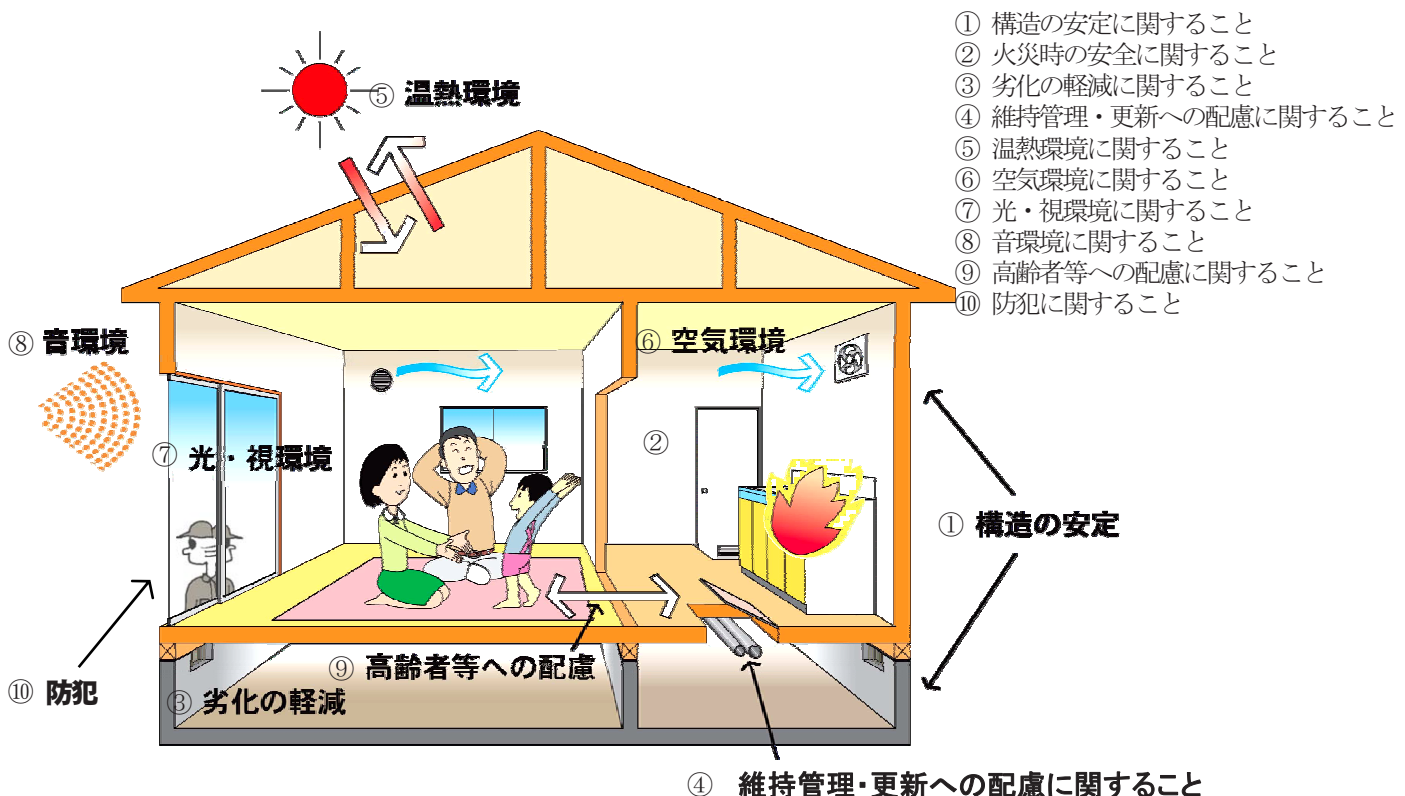 ① 構造の安定に関すること
② 火災時の安全に関すること
③ 劣化の軽減に関すること
④ 維持管理・更新への配慮に関すること
⑤ 温熱環境に関すること
⑥ 空気環境に関すること
⑦ 光・視環境に関すること
⑧ 音環境に関すること
⑨ 高齢者等への配慮に関すること
⑩ 防犯に関すること
⑤ 温熱環境
⑧ 音環境
⑥ 空気環境
②
⑦ 光・視環境
① 構造の安定
⑨ 高齢者等への配慮
⑩ 防犯
③ 劣化の軽減
④ 維持管理・更新への配慮に関すること